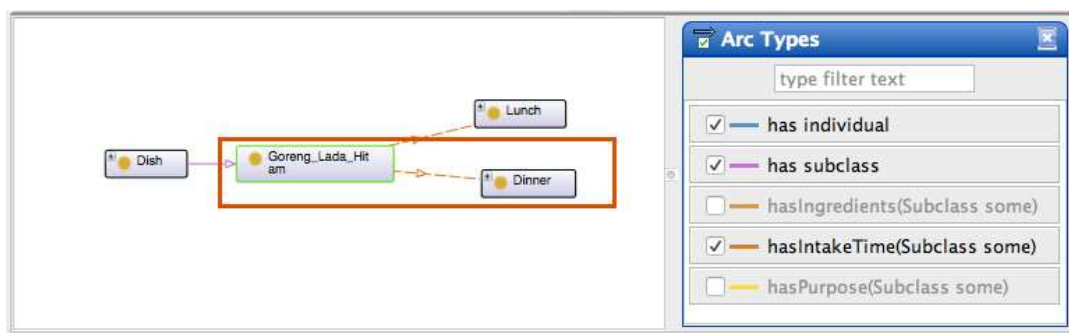 Arc Types
type filter text
Lunch
Dish
Goreng_Lada_Hit
am
Dinner
has individual
has subclass
hasIngredients(Subclass some)
hasIntakeTime(Subclass some)
hasPurpose(Subclass some)